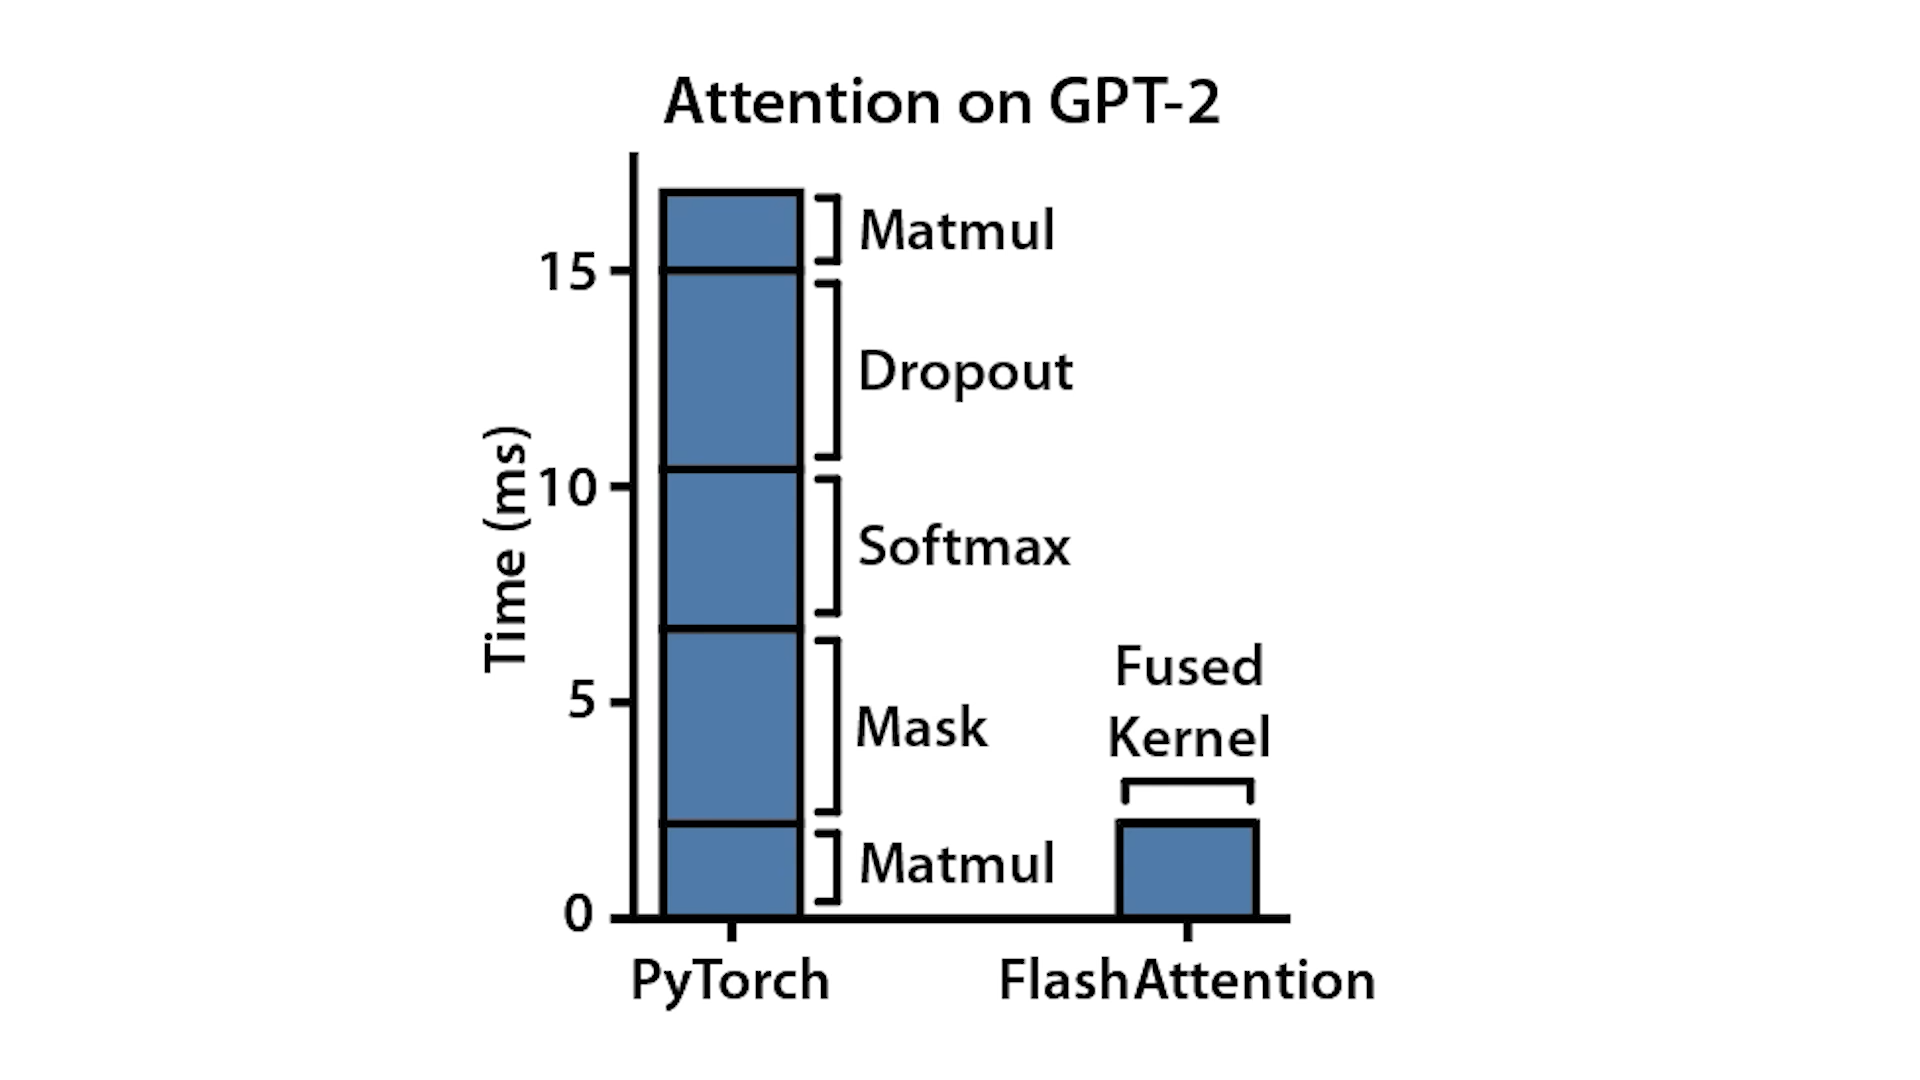 Attention on GPT-2
Time (ms)
15
10
5
0
Matmul
Dropout
Softmax
Mask
Matmul
Fused
Kernel
PyTorch
FlashAttention